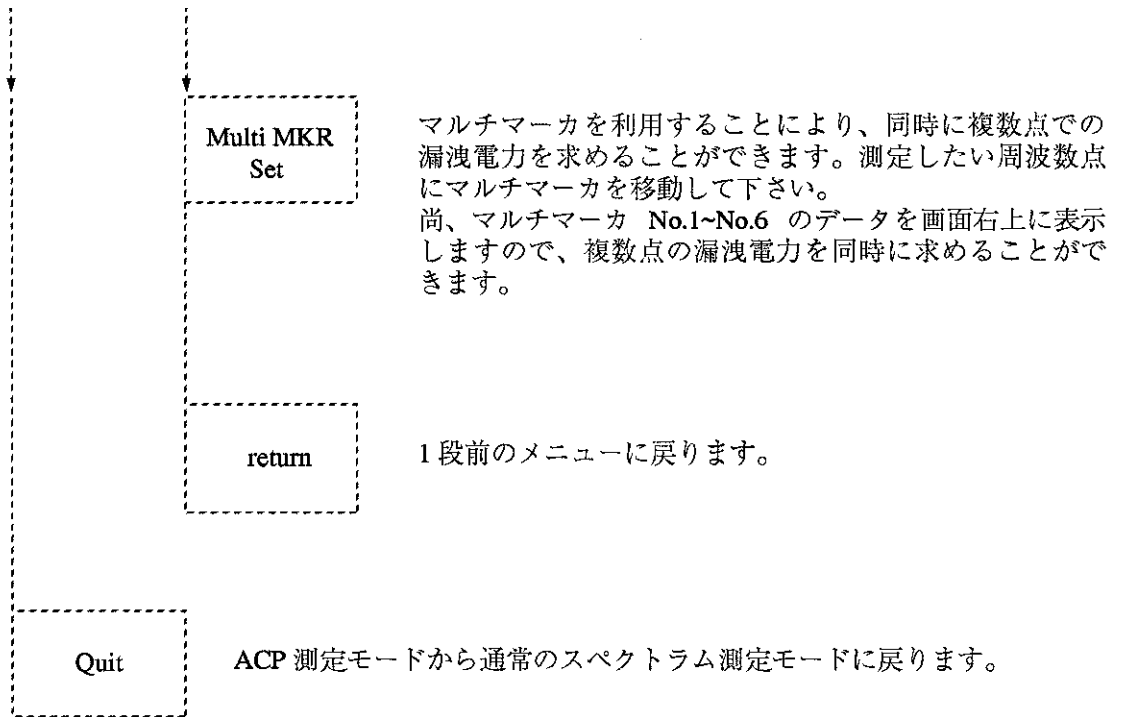 Multi MKR
Set
マルチマーカを利用することにより、同時に複数点での
漏洩電力を求めることができます。測定したい周波数点
にマルチマーカを移動して下さい。
尚、マルチマーカ No.1~No.6 のデータを画面右上に表示
しますので、複数点の漏洩電力を同時に求めることがで
きます。
return
1段前のメニューに戻ります。
Quit
ACP 測定モードから通常のスペクトラム測定モードに戻ります。